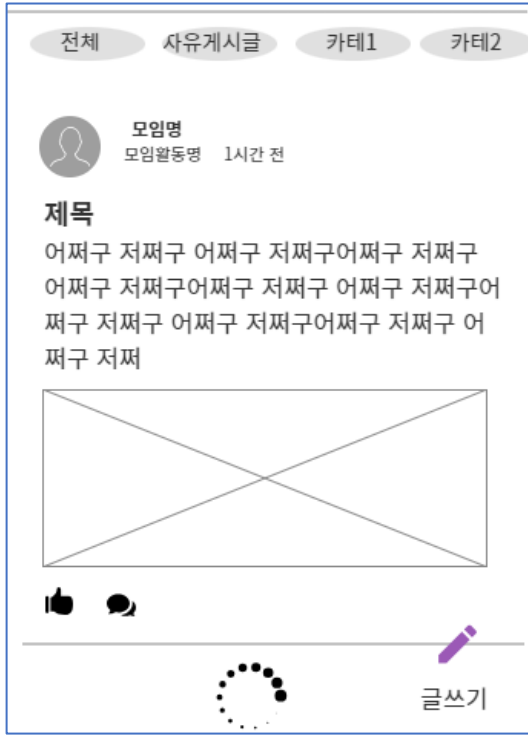 전체 자유게시글 카테1 카테2
모임명
모임활동명 1시간 전
제목
어쩌구 저쩌구 어쩌구 저쩌구어쩌구 저쩌구
어쩌구 저쩌구어쩌구 저쩌구 어쩌구 저쩌구어
쩌구 저쩌구 어쩌구 저쩌구어쩌구 저쩌구 어
쩌구 저쩌
글쓰기